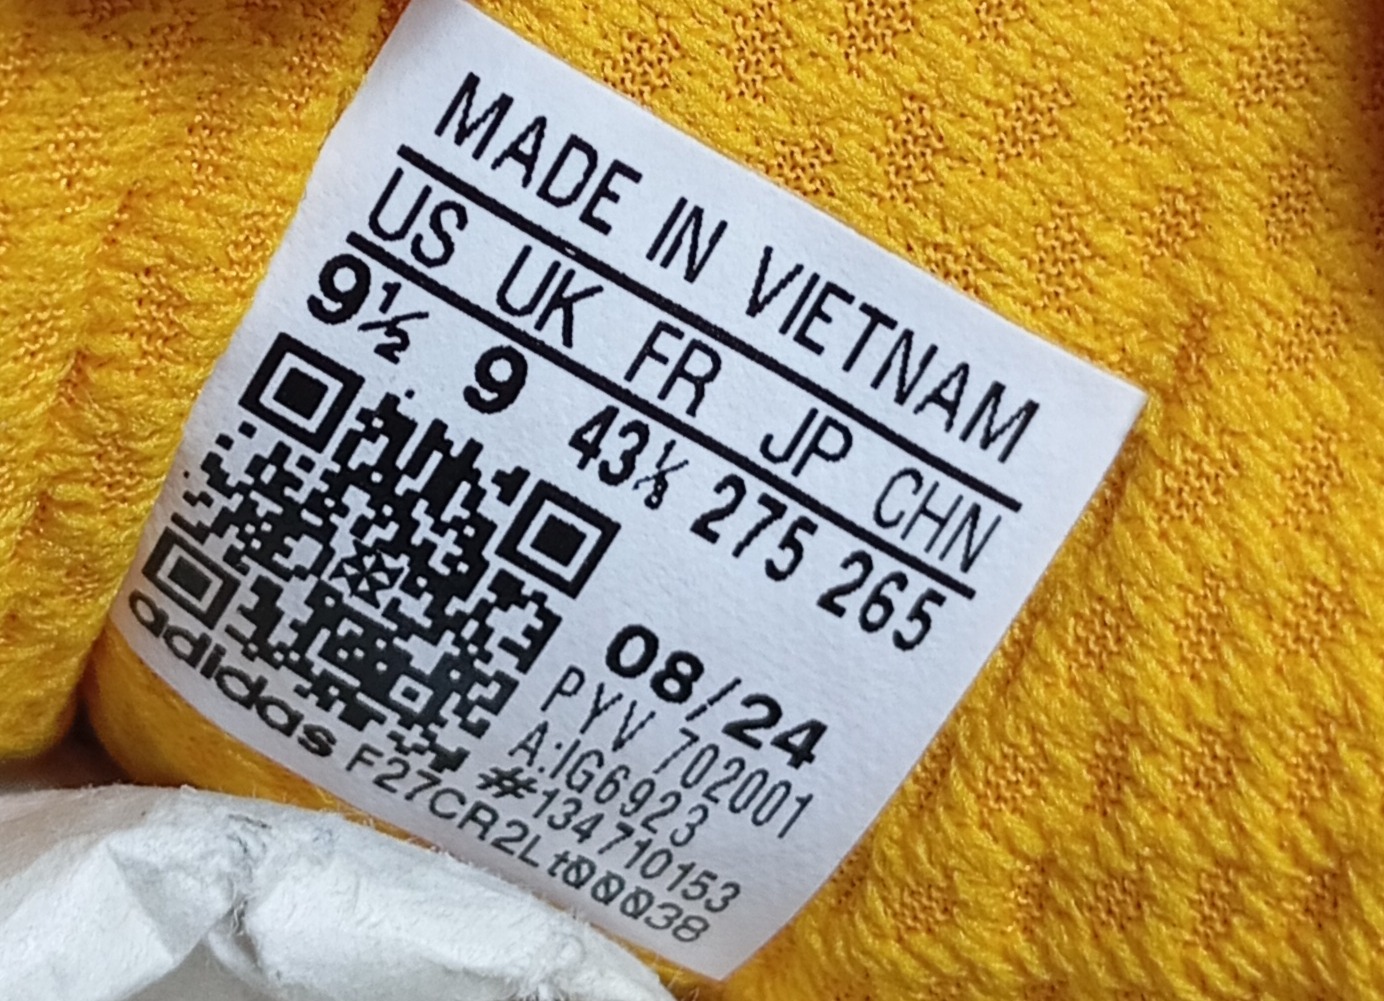 MADE IN VIETNAM
US UK FR JP CHN
9½ 9 43⅓ 275 265
08/24
PYV 702001
A:IG6923
#134710153
adidas F27CR2Lt00038